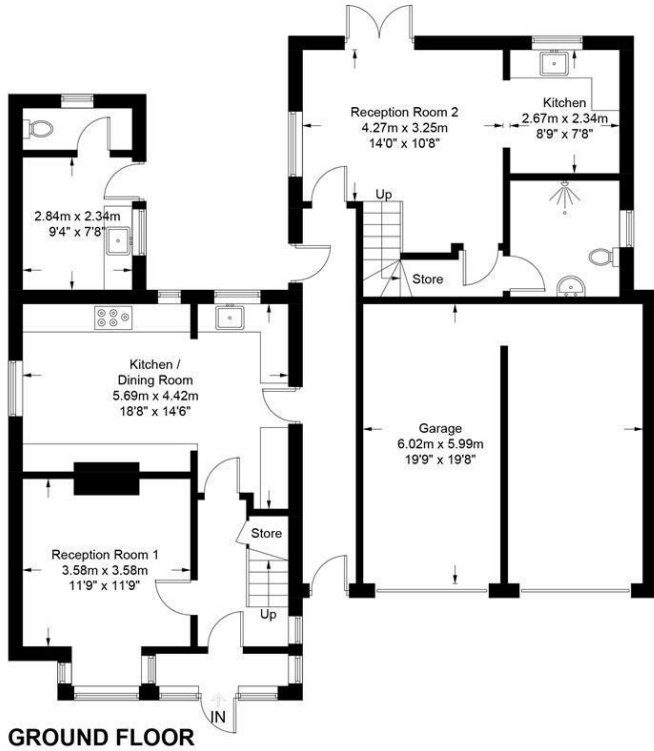 Reception Room 2
4.27m x 3.25m
14'0" x 10'8"
Kitchen
2.67m x 2.34m
8'9" x 7'8"
2.84m x 2.34m
9'4" x 7'8"
Up
Store
Kitchen /
Dining Room
5.69m x 4.42m
18'8" x 14'6"
Garage
6.02m x 5.99m
19'9" x 19'8"
Reception Room 1
3.58m x 3.58m
11'9" x 11'9"
Store
Up
IN
GROUND FLOOR